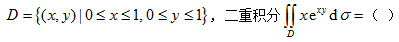 D = {(x, y) | 0 ≤ x ≤ 1, 0 ≤ y ≤ 1}，二重积分∬_D xe^{xy} dσ =（ ）